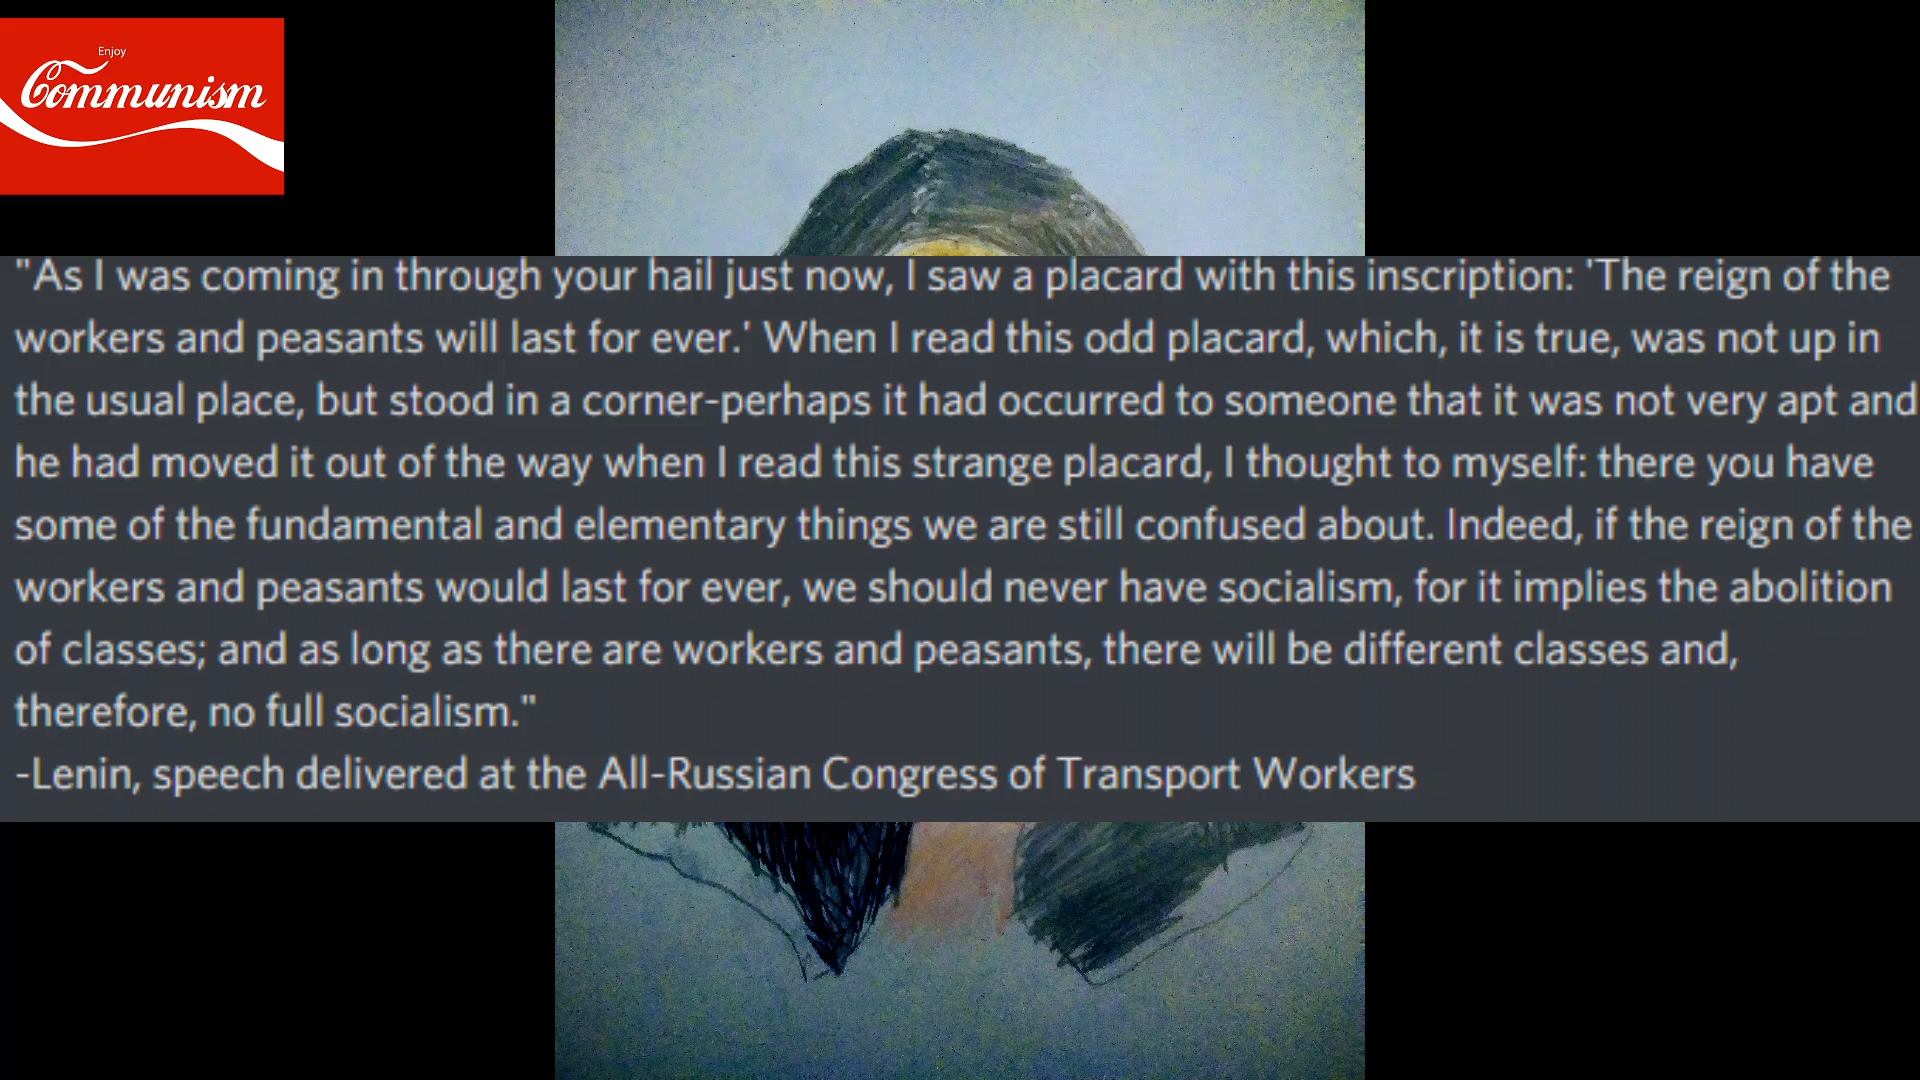 Enjoy
Communism
"As I was coming in through your hail just now, I saw a placard with this inscription: 'The reign of the
workers and peasants will last for ever.' When I read this odd placard, which, it is true, was not up in
the usual place, but stood in a corner-perhaps it had occurred to someone that it was not very apt and
he had moved it out of the way when I read this strange placard, I thought to myself: there you have
some of the fundamental and elementary things we are still confused about. Indeed, if the reign of the
workers and peasants would last for ever, we should never have socialism, for it implies the abolition
of classes; and as long as there are workers and peasants, there will be different classes and,
therefore, no full socialism."
-Lenin, speech delivered at the All-Russian Congress of Transport Workers